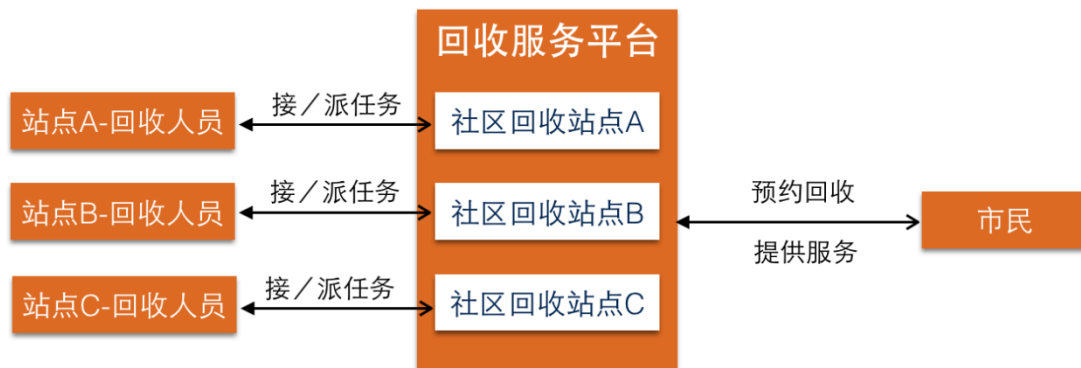 回收服务平台
站点A-回收人员
接／派任务
社区回收站点A
站点B-回收人员
接／派任务
社区回收站点B
预约回收
提供服务
市民
站点C-回收人员
接／派任务
社区回收站点C